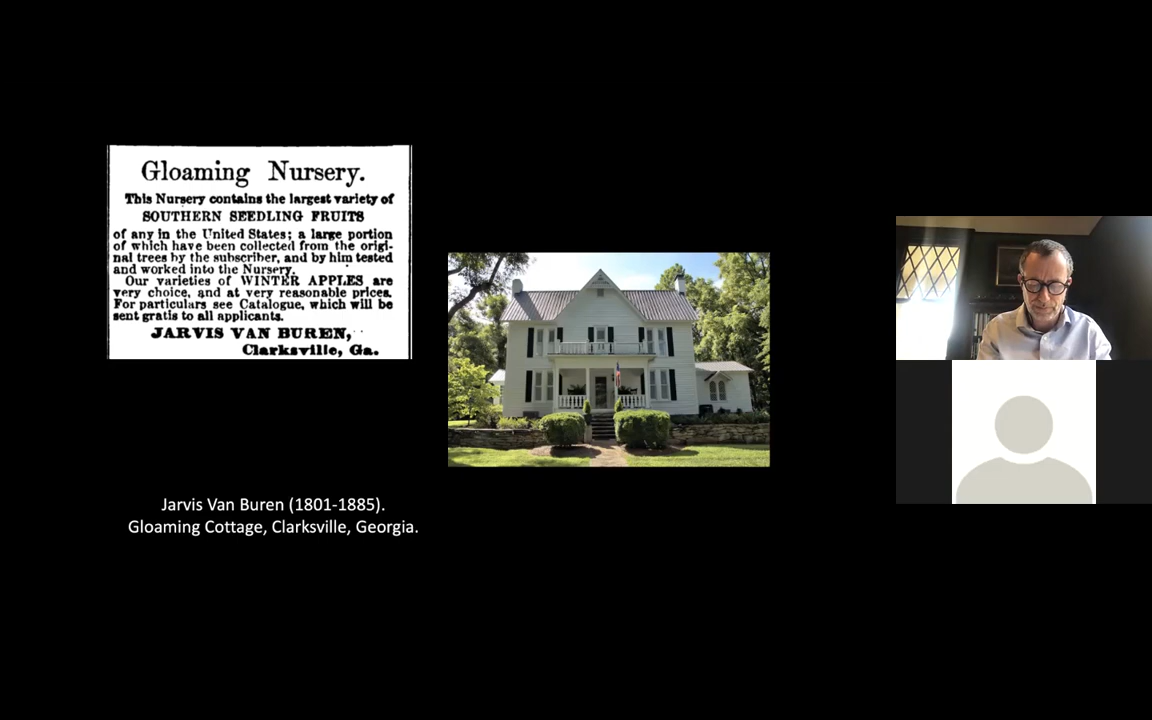 Gloaming Nursery.
This Nursery contains the largest variety of
SOUTHERN SEEDLING FRUITS
of any in the United States; a large portion
of which have been collected from the origi-
nal trees by the subscriber, and by him tested
and worked into the Nursery.
Our varieties of WINTER APPLES are
very choice, and at very reasonable prices.
For particulars see Catalogue, which will be
sent gratis to all applicants.
JARVIS VAN BUREN,
Clarksville, Ga.
Jarvis Van Buren (1801-1885).
Gloaming Cottage, Clarksville, Georgia.